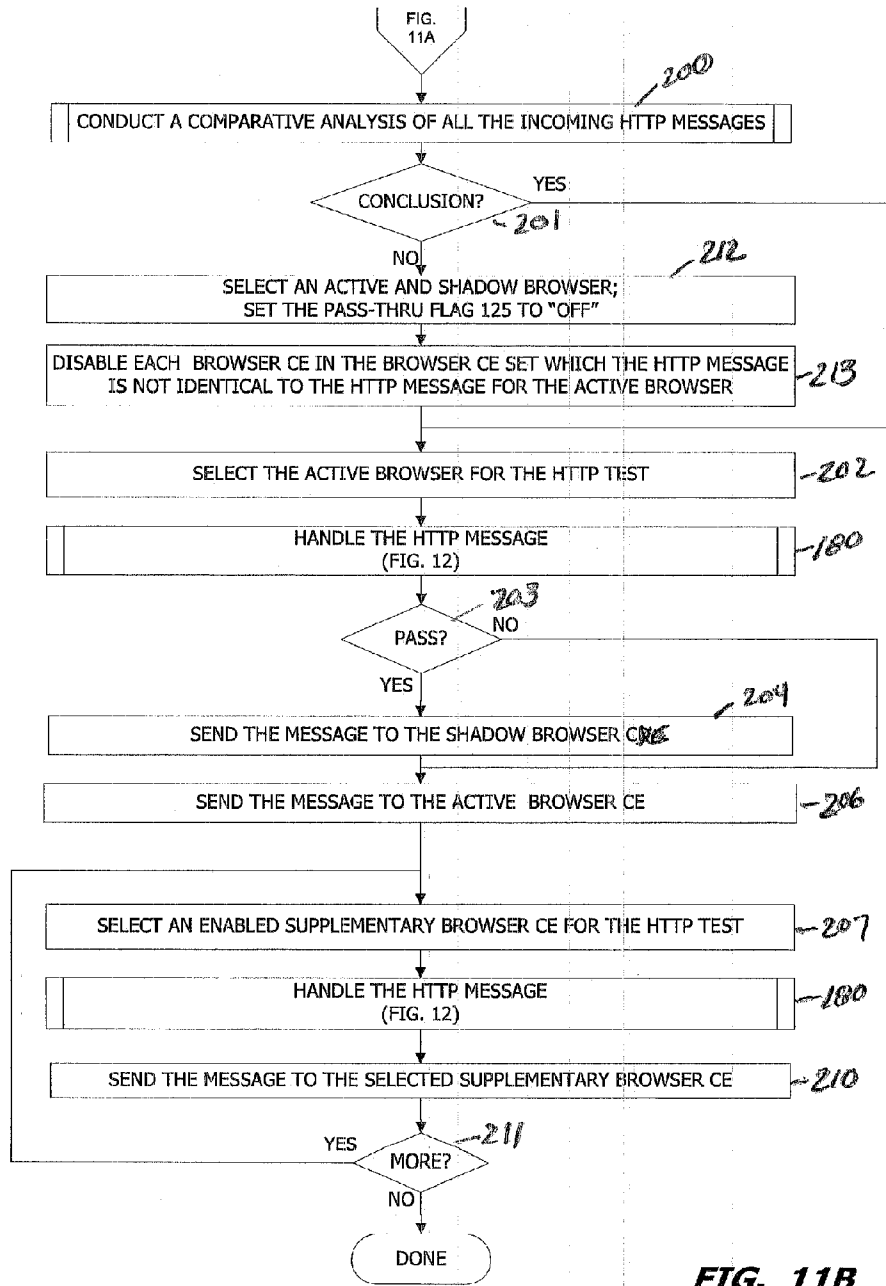 FIG.
11A
200
CONDUCT A COMPARATIVE ANALYSIS OF ALL THE INCOMING HTTP MESSAGES
YES
CONCLUSION?
201
NO
212
SELECT AN ACTIVE AND SHADOW BROWSER;
SET THE PASS-THRU FLAG 125 TO "OFF"
DISABLE EACH BROWSER CE IN THE BROWSER CE SET WHICH THE HTTP MESSAGE
IS NOT IDENTICAL TO THE HTTP MESSAGE FOR THE ACTIVE BROWSER
213
SELECT THE ACTIVE BROWSER FOR THE HTTP TEST
202
HANDLE THE HTTP MESSAGE
(FIG. 12)
180
203
PASS?
NO
YES
204
SEND THE MESSAGE TO THE SHADOW BROWSER
SEND THE MESSAGE TO THE ACTIVE BROWSER CE
206
SELECT AN ENABLED SUPPLEMENTARY BROWSER CE FOR THE HTTP TEST
207
HANDLE THE HTTP MESSAGE
(FIG. 12)
180
SEND THE MESSAGE TO THE SELECTED SUPPLEMENTARY BROWSER CE
210
YES
211
MORE?
NO
DONE
FIG. 11B